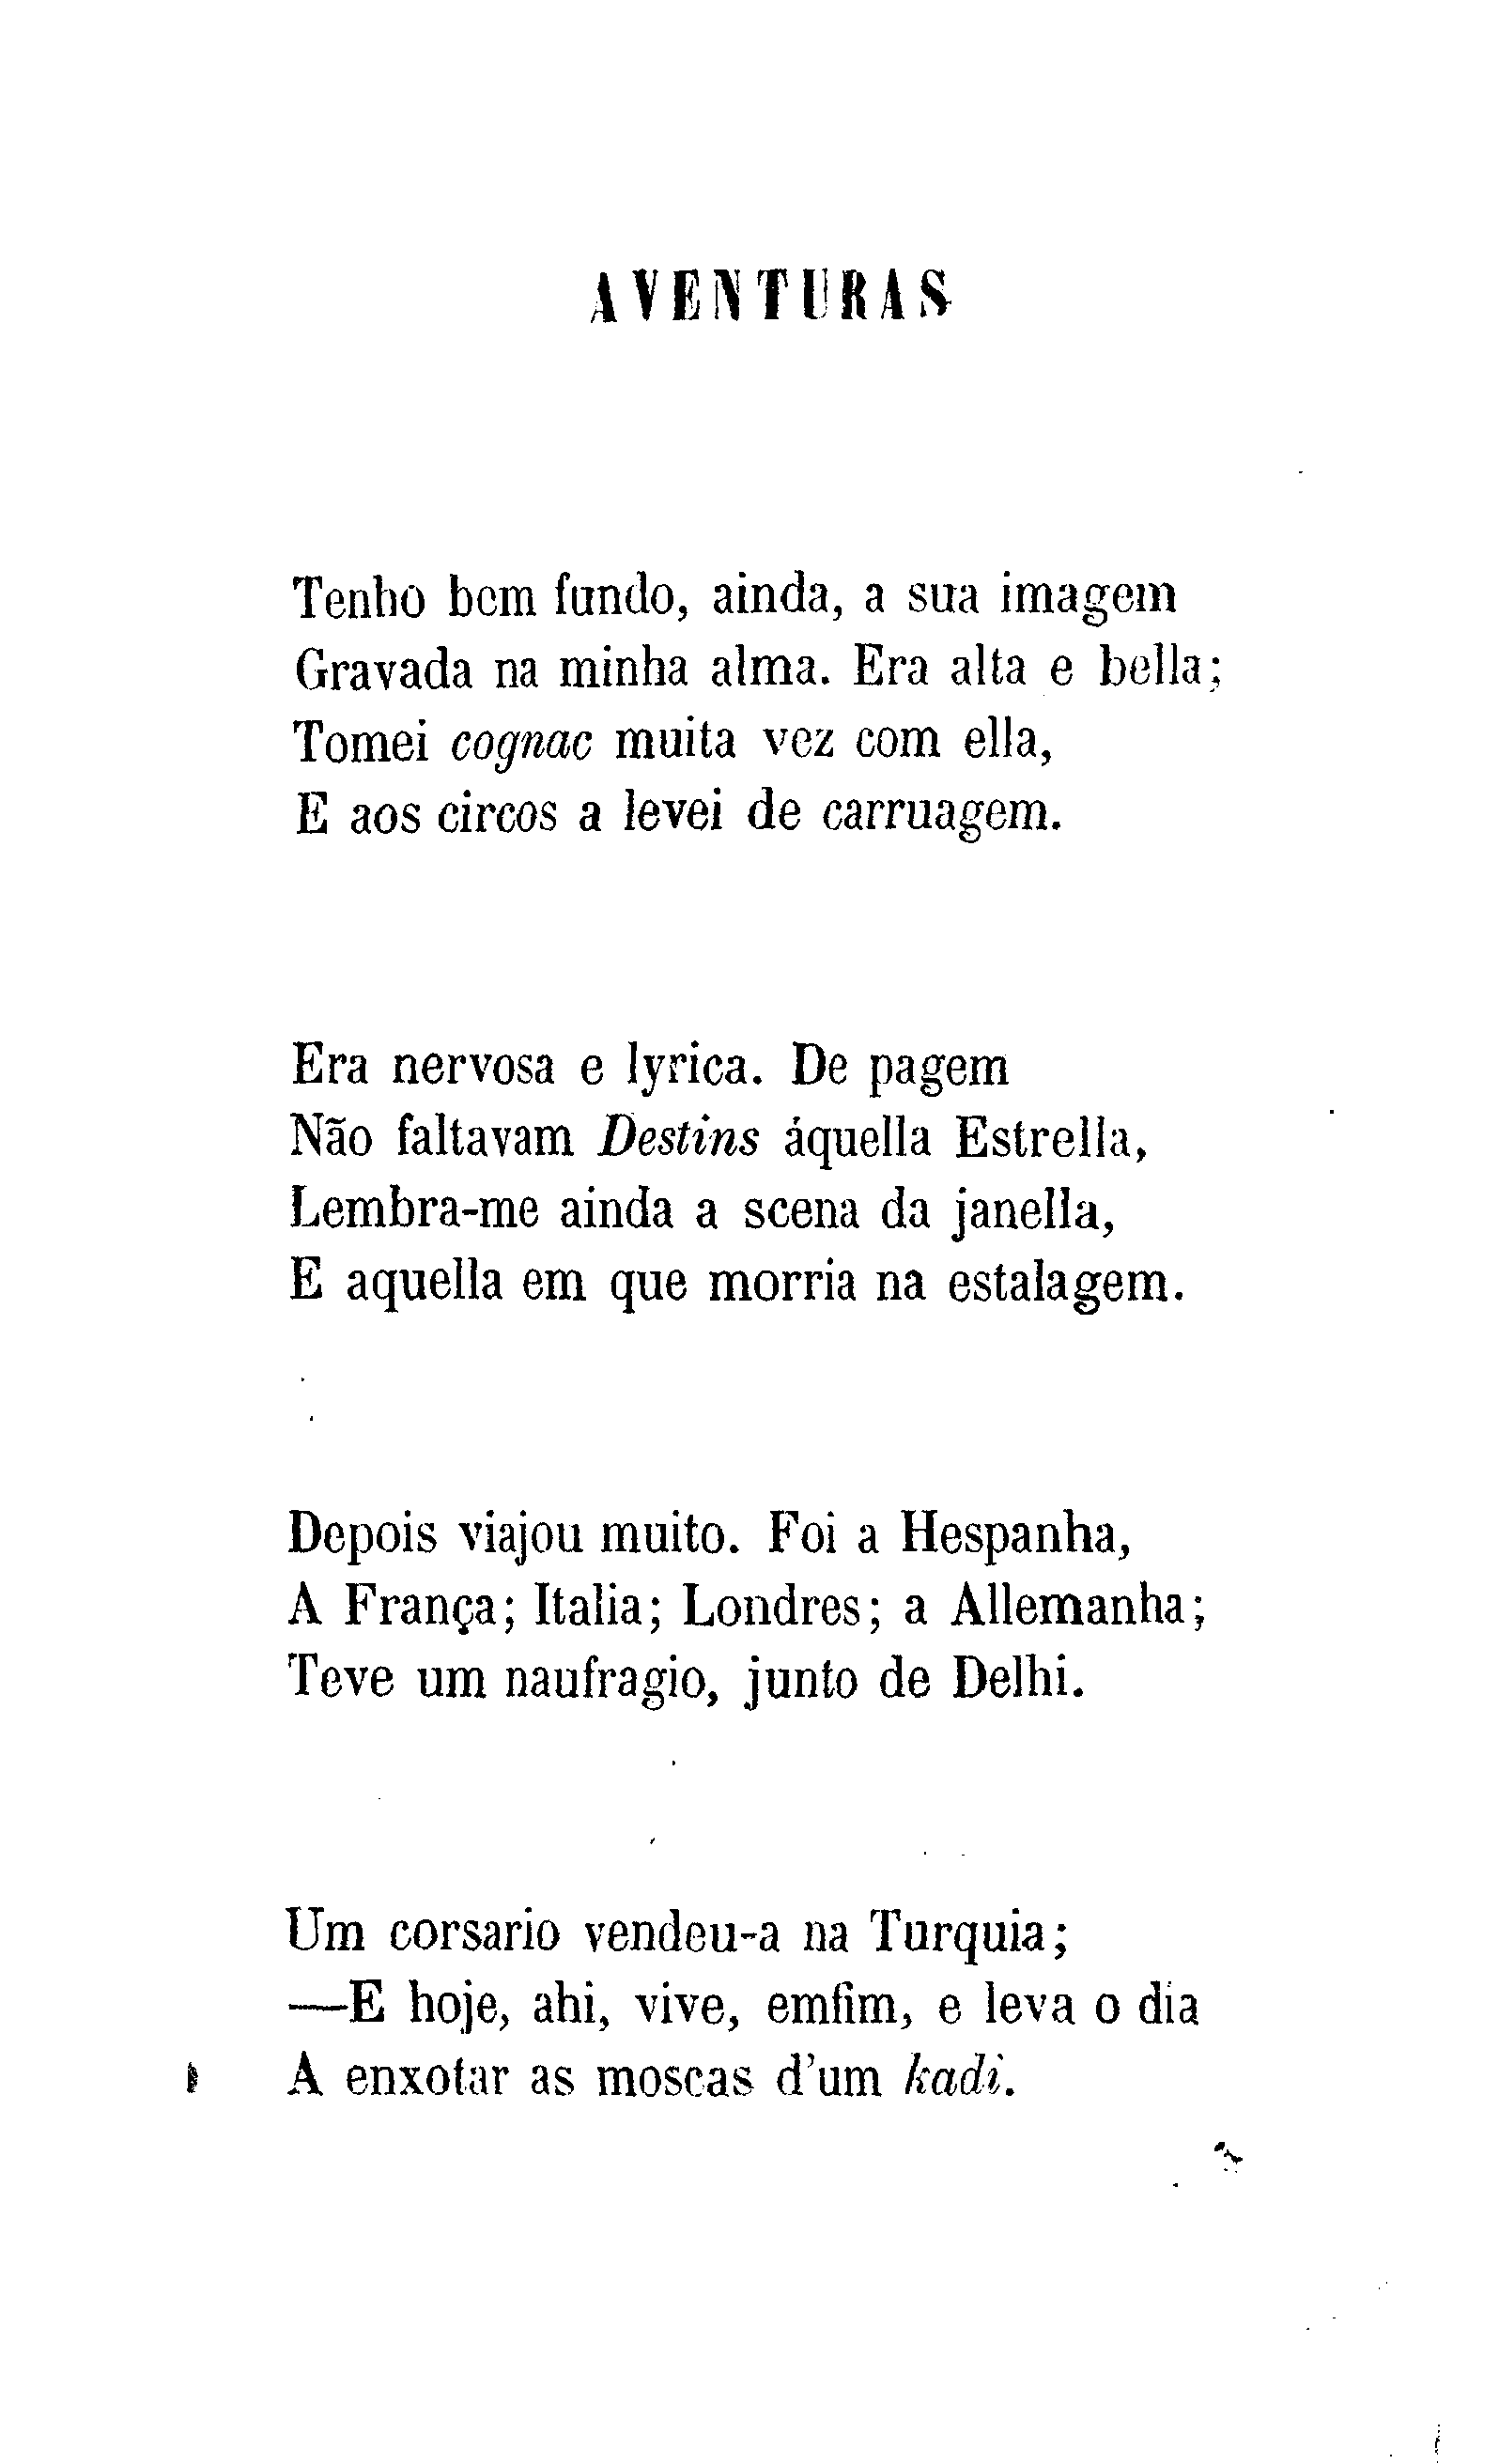 AVENTURAS
Tenho bem fundo, ainda, a sua imagem
Gravada na minha alma. Era alta e bella;
Tomei cognac muita vez com ella,
E aos circos a levei de carruagem.
Era nervosa e lyrica. De pagem
Não faltavam Destins áquella Estrella,
Lembra-me ainda a scena da janella,
E aquella em que morria na estalagem.
Depois viajou muito. Foi a Hespanha,
A França; Italia; Londres; a Allemanha;
Teve um naufragio, junto de Delhi.
Um corsario vendeu-a na Turquia;
—E hoje, ahi, vive, emfim, e leva o dia
A enxotar as moscas d'um kadi.